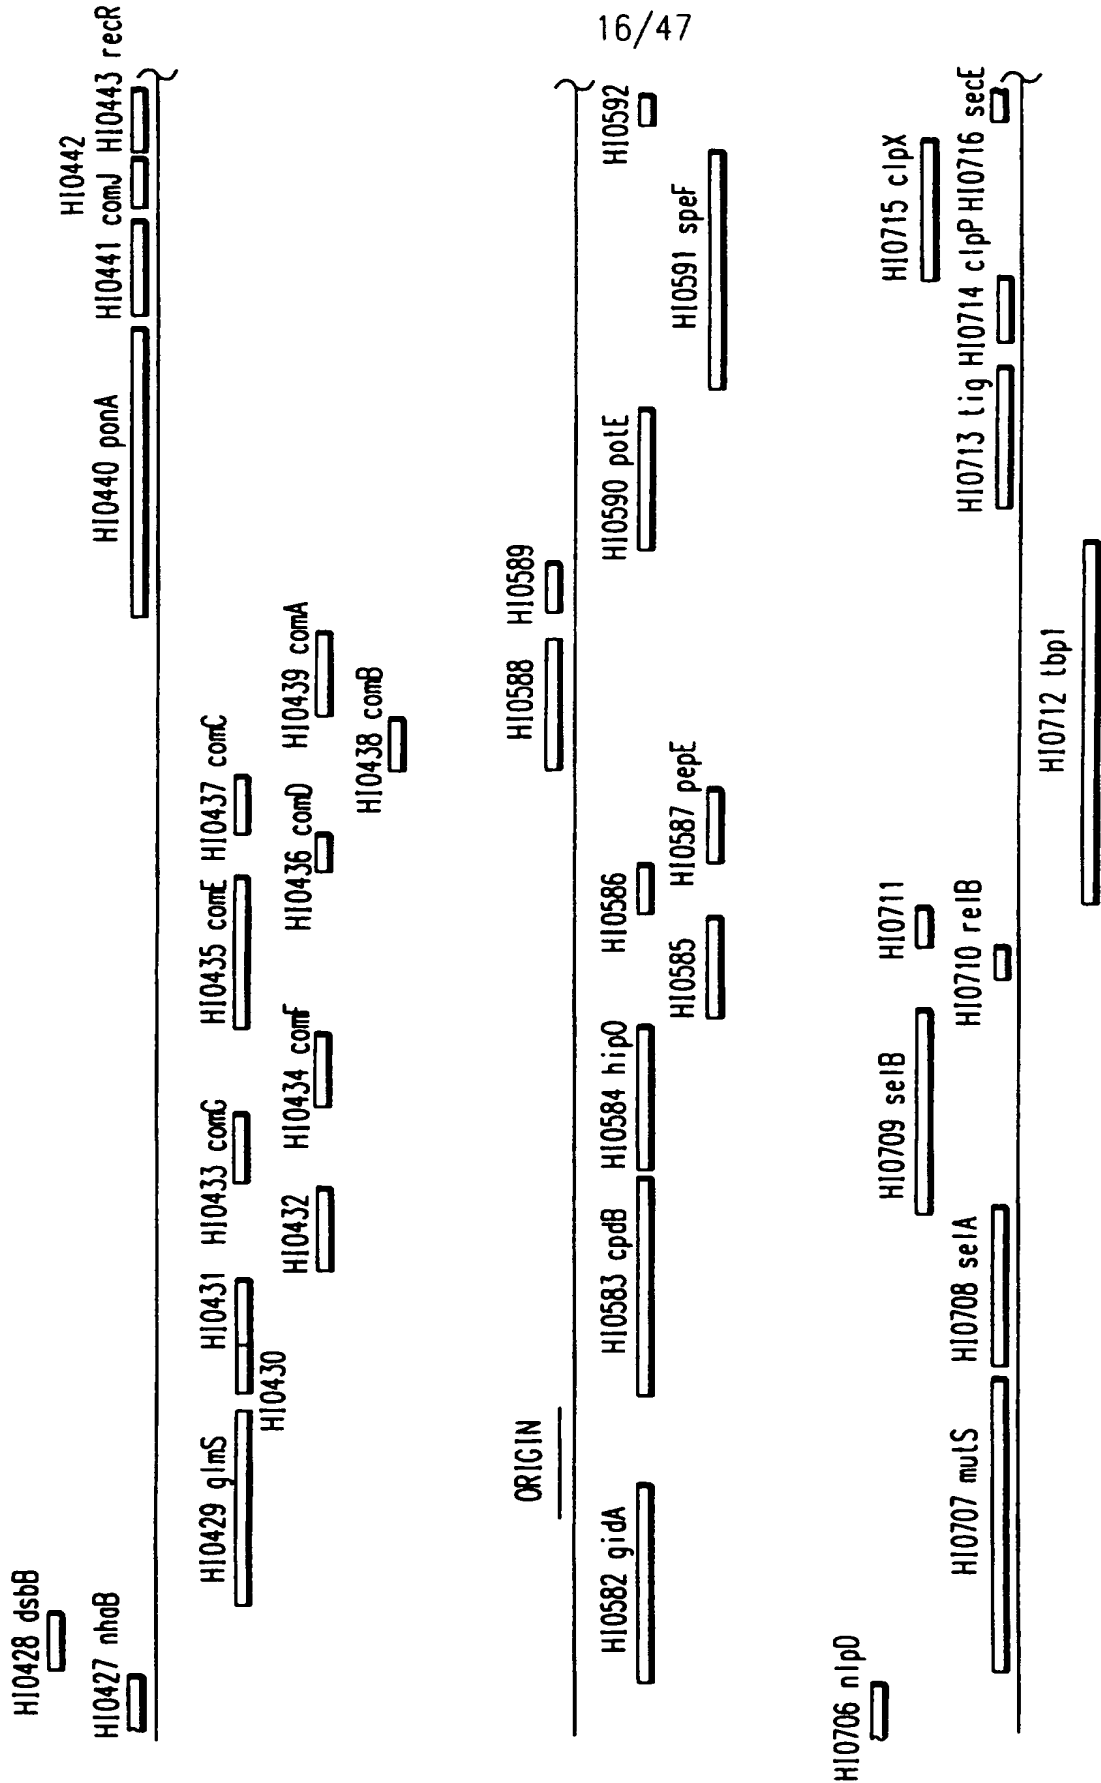 16/47
HI0427 nhaB
HI0428 dsbB
HI0429 glmS
HI0430
HI0431
HI0432
HI0433 comG
HI0434 comF
HI0435 comE
HI0436 comD
HI0437 comC
HI0438 comB
HI0439 comA
HI0440 ponA
HI0441 comJ
HI0442
HI0443 recR
HI0582 gidA
ORIGIN
HI0583 cpdB
HI0584 hipO
HI0585
HI0586
HI0587 pepE
HI0588
HI0589
HI0590 potE
HI0591 speF
HI0592
HI0706 nlpD
HI0707 mutS
HI0708 selA
HI0709 selB
HI0710 relB
HI0711
HI0712 tbp1
HI0713 tig
HI0714 clpP
HI0715 clpX
HI0716 secE